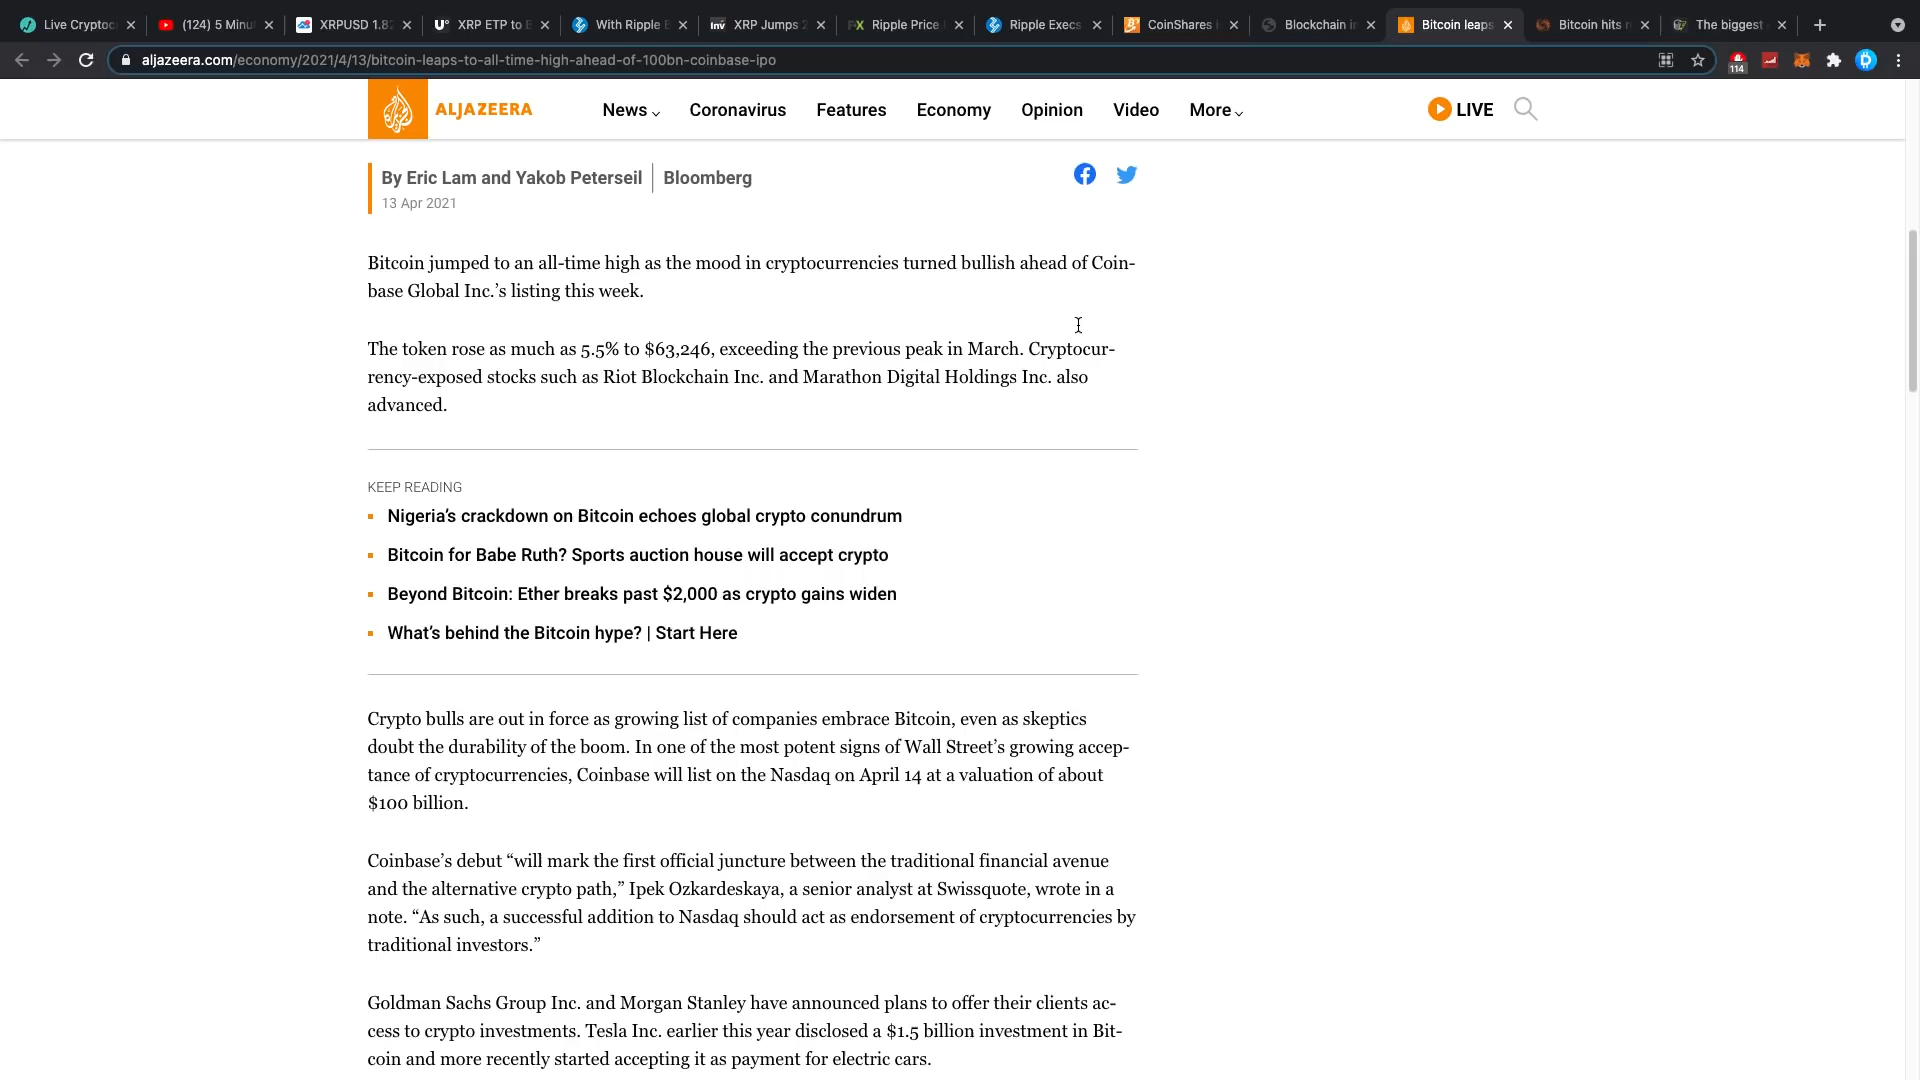 Live Cryptoc
(124) 5 Minu
XRPUSD 1.8
XRP ETP to
With Ripple
XRP Jumps 2
Ripple Price
Ripple Execs
CoinShares
Blockchain i
Bitcoin leaps
Bitcoin hits
The biggest
aljazeera.com/economy/2021/4/13/bitcoin-leaps-to-all-time-high-ahead-of-100bn-coinbase-ipo
114
ALJAZEERA
News Coronavirus Features Economy Opinion Video More
LIVE
By Eric Lam and Yakob Peterseil | Bloomberg
13 Apr 2021
Bitcoin jumped to an all-time high as the mood in cryptocurrencies turned bullish ahead of Coin-
base Global Inc.’s listing this week.
The token rose as much as 5.5% to $63,246, exceeding the previous peak in March. Cryptocur-
rency-exposed stocks such as Riot Blockchain Inc. and Marathon Digital Holdings Inc. also
advanced.
KEEP READING
Nigeria’s crackdown on Bitcoin echoes global crypto conundrum
Bitcoin for Babe Ruth? Sports auction house will accept crypto
Beyond Bitcoin: Ether breaks past $2,000 as crypto gains widen
What’s behind the Bitcoin hype? | Start Here
Crypto bulls are out in force as growing list of companies embrace Bitcoin, even as skeptics
doubt the durability of the boom. In one of the most potent signs of Wall Street’s growing accep-
tance of cryptocurrencies, Coinbase will list on the Nasdaq on April 14 at a valuation of about
$100 billion.
Coinbase’s debut “will mark the first official juncture between the traditional financial avenue
and the alternative crypto path,” Ipek Ozkardeskaya, a senior analyst at Swissquote, wrote in a
note. “As such, a successful addition to Nasdaq should act as endorsement of cryptocurrencies by
traditional investors.”
Goldman Sachs Group Inc. and Morgan Stanley have announced plans to offer their clients ac-
cess to crypto investments. Tesla Inc. earlier this year disclosed a $1.5 billion investment in Bit-
coin and more recently started accepting it as payment for electric cars.